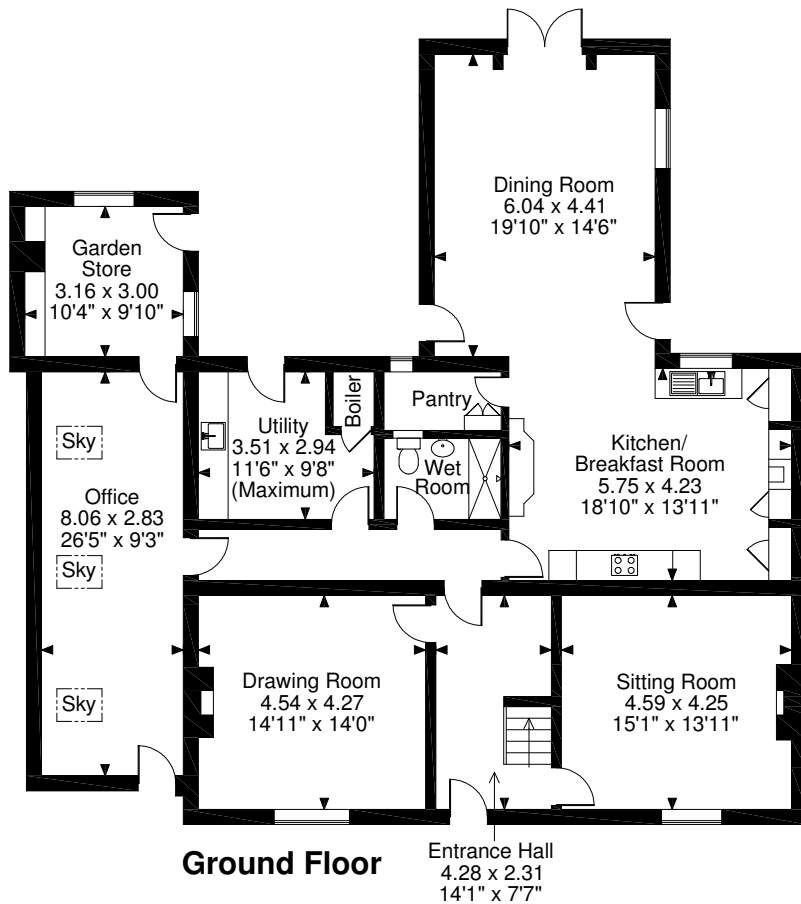 Dining Room
6.04 x 4.41
19'10" x 14'6"
Garden
Store
3.16 x 3.00
10'4" x 9'10"
Boiler
Pantry
Utility
3.51 x 2.94
11'6" x 9'8"
(Maximum)
Wet
Room
Kitchen/
Breakfast Room
5.75 x 4.23
18'10" x 13'11"
Sky
Office
8.06 x 2.83
26'5" x 9'3"
Sky
Sky
Drawing Room
4.54 x 4.27
14'11" x 14'0"
Sitting Room
4.59 x 4.25
15'1" x 13'11"
Entrance Hall
4.28 x 2.31
14'1" x 7'7"
Ground Floor